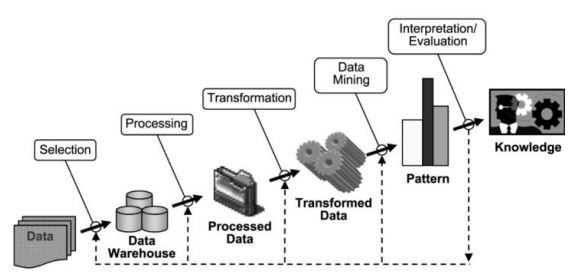 Interpretation/
Evaluation
Data
Mining
Transformation
Processing
Selection
Knowledge
Pattern
Transformed
Data
Processed
Data
Data
Warehouse
Data